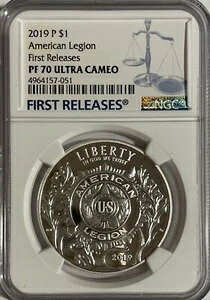 2019 P $1
American Legion
First Releases
PF 70 ULTRA CAMEO
4964157-051
FIRST RELEASES
NGC
LIBERTY
IN GOD WE TRUST
AMERICAN
US
LEGION
2019